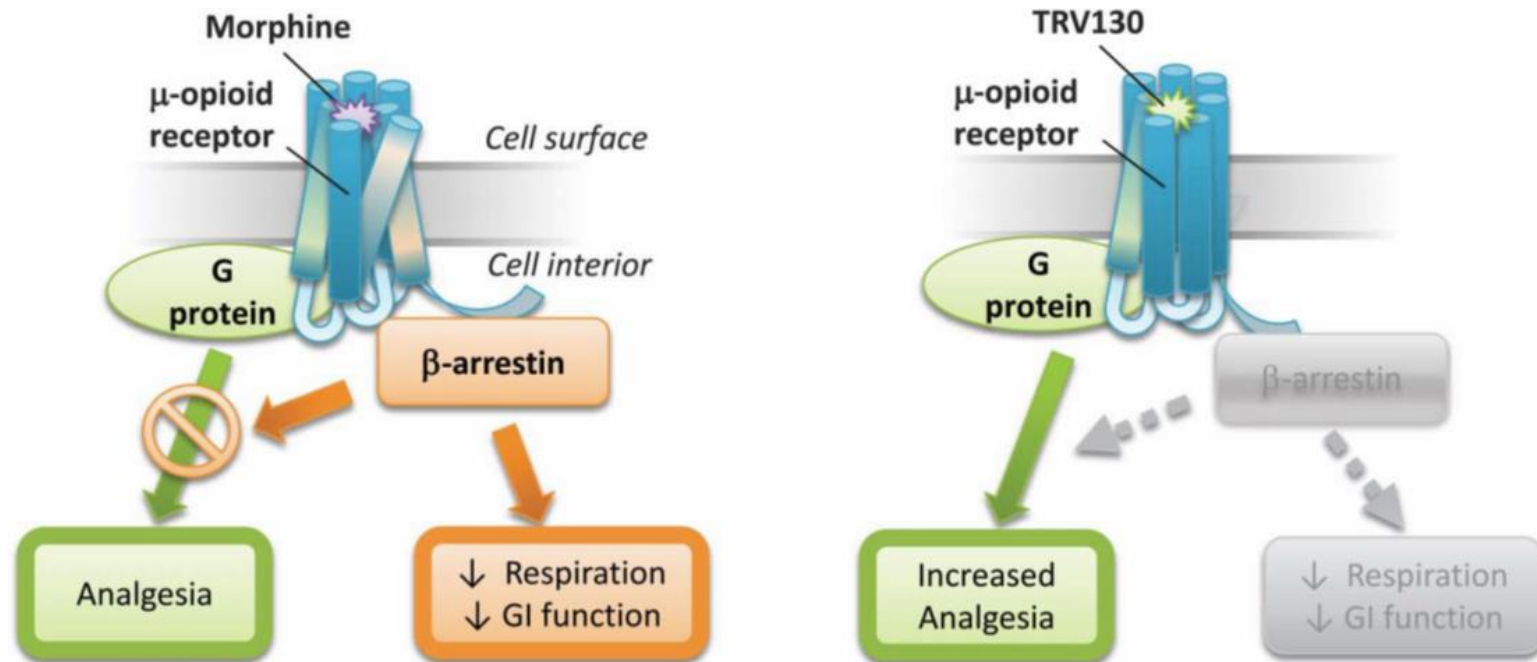 Morphine
μ-opioid
receptor
Cell surface
Cell interior
G
protein
β-arrestin
Analgesia
↓ Respiration
↓ GI function
TRV130
μ-opioid
receptor
G
protein
β-arrestin
Increased
Analgesia
↓ Respiration
↓ GI function